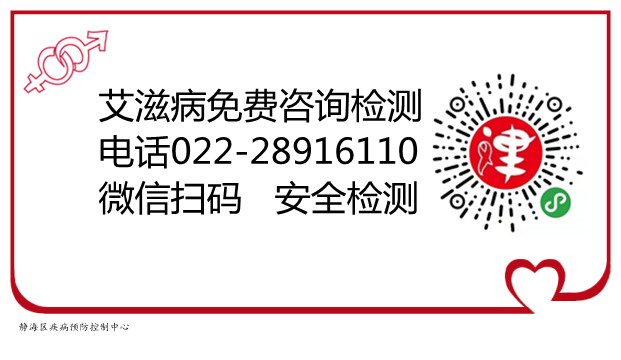 艾滋病免费咨询检测
电话022-28916110
微信扫码 安全检测
津
静海区疾病预防控制中心